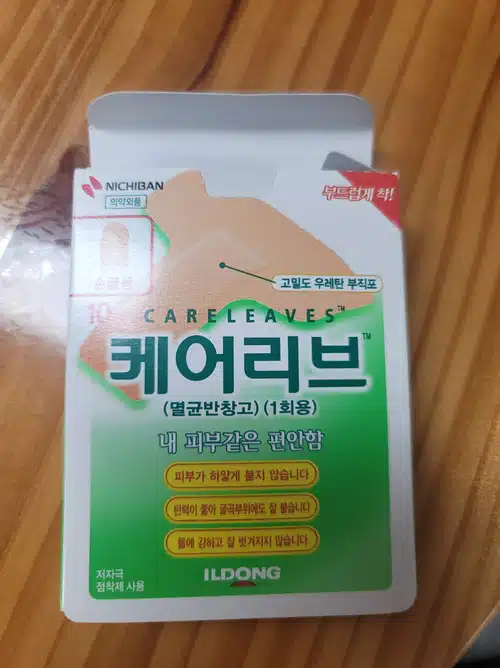 NICHIBAN
의약외품
부드럽게 착!
손끝용
고밀도 우레탄 부직포
10
CARELEAVES™
케어리브™
(멸균반창고) (1회용)
내 피부같은 편안함
피부가 하얗게 붇지 않습니다
탄력이 좋아 굴곡부위에도 잘 붙습니다
물에 강하고 잘 벗겨지지 않습니다
저자극
점착제 사용
ILDONG